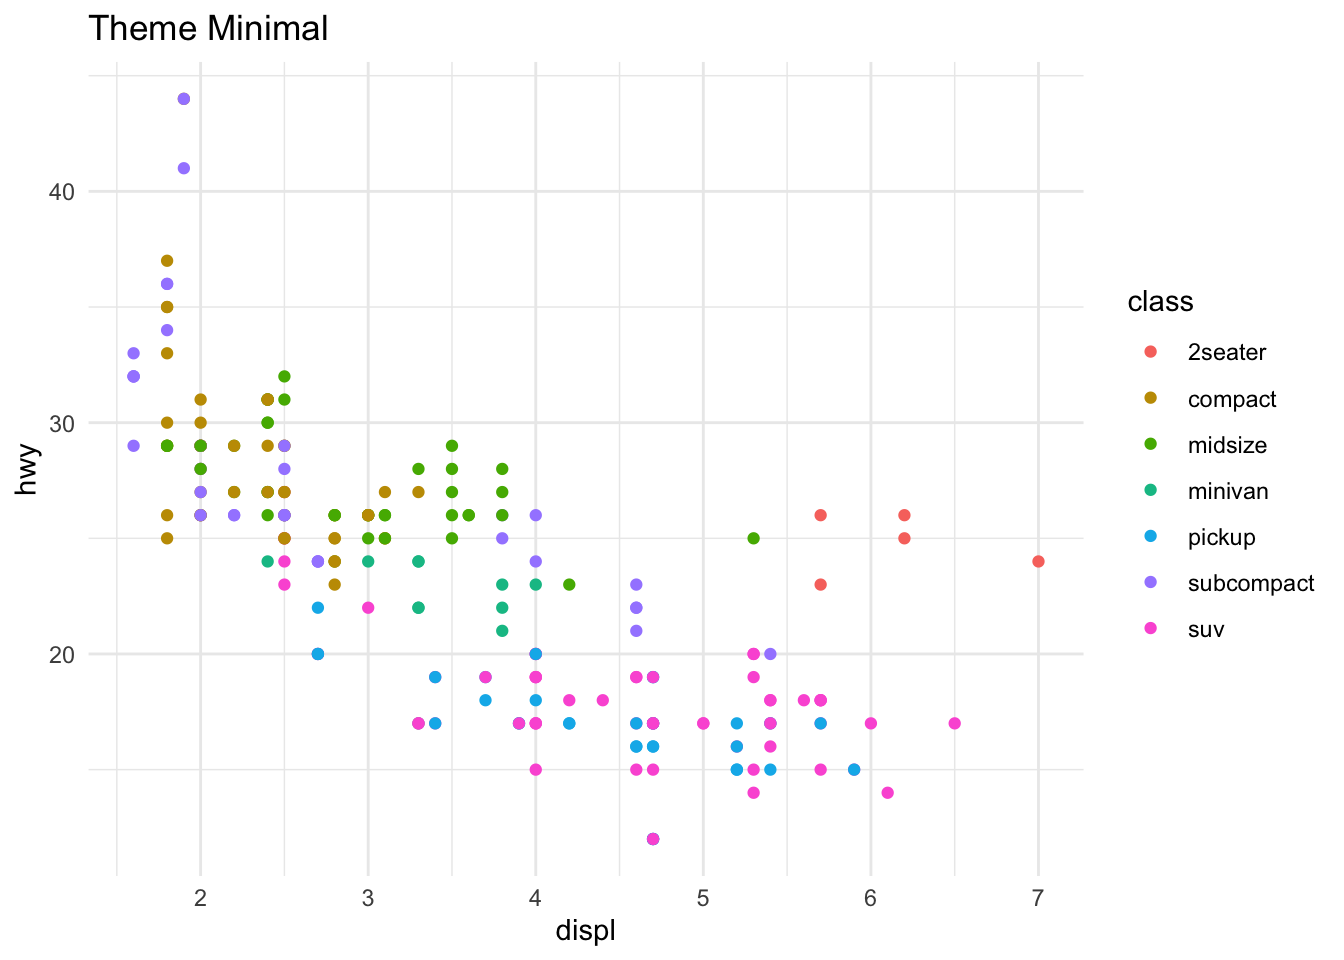 Theme Minimal
40
30
20
hwy
2 3 4 5 6 7
displ
class
2seater
compact
midsize
minivan
pickup
subcompact
suv